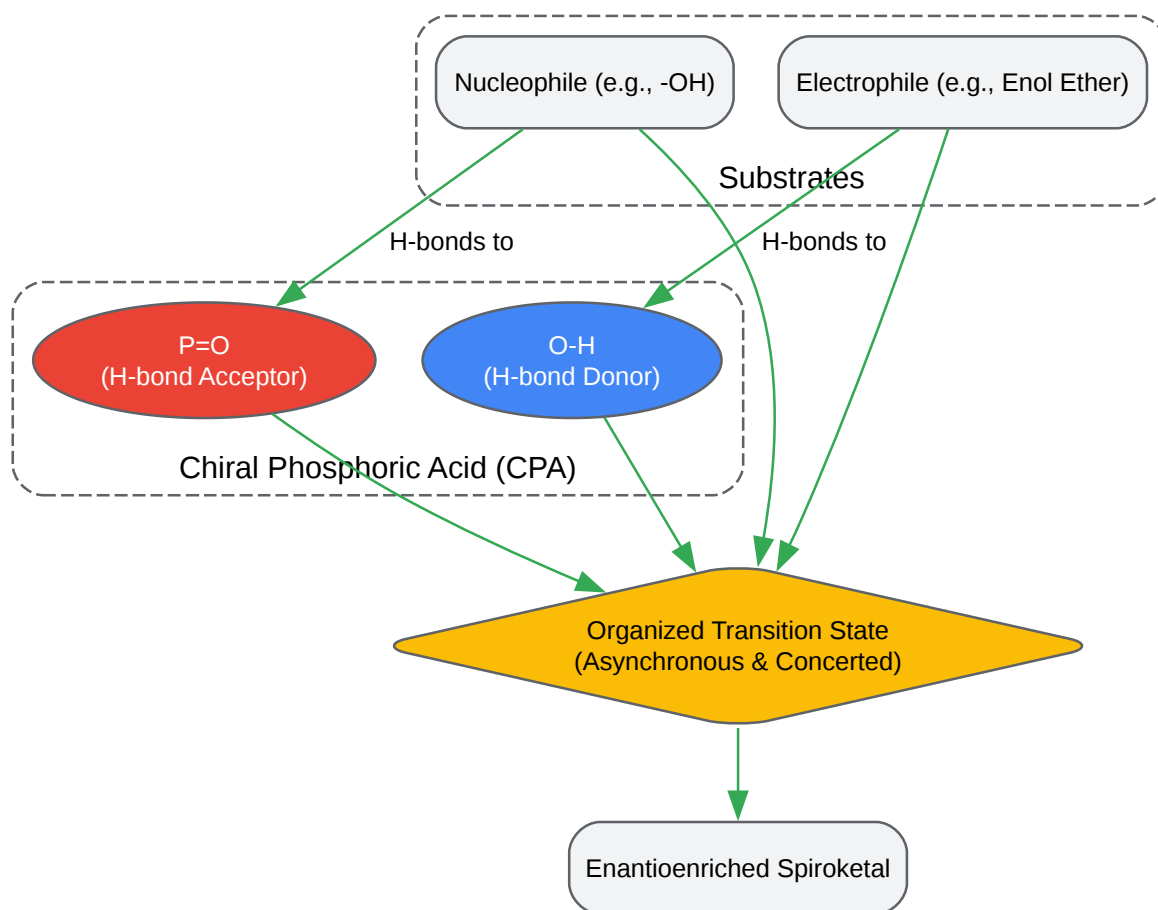 Nucleophile (e.g., -OH)
Electrophile (e.g., Enol Ether)
Substrates
H-bonds to
H-bonds to
P=O
(H-bond Acceptor)
O-H
(H-bond Donor)
Chiral Phosphoric Acid (CPA)
Organized Transition State
(Asynchronous & Concerted)
Enantioenriched Spiroketal